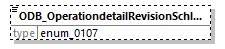 ODB_OperationdetailRevisionSchl...
type enum_0107